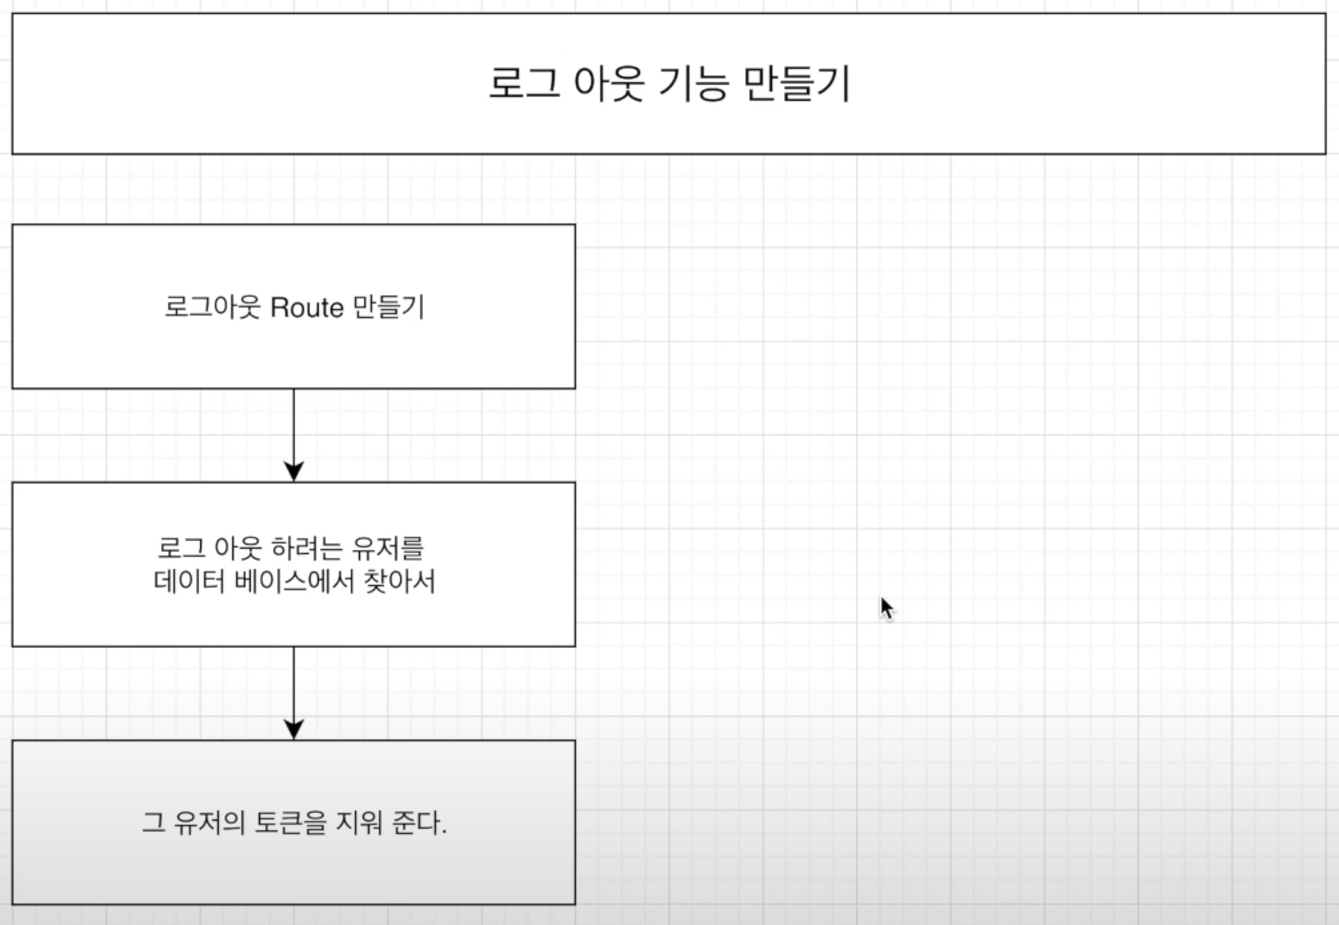 로그 아웃 기능 만들기
로그아웃 Route 만들기
로그 아웃 하려는 유저를
데이터 베이스에서 찾아서
그 유저의 토큰을 지워 준다.